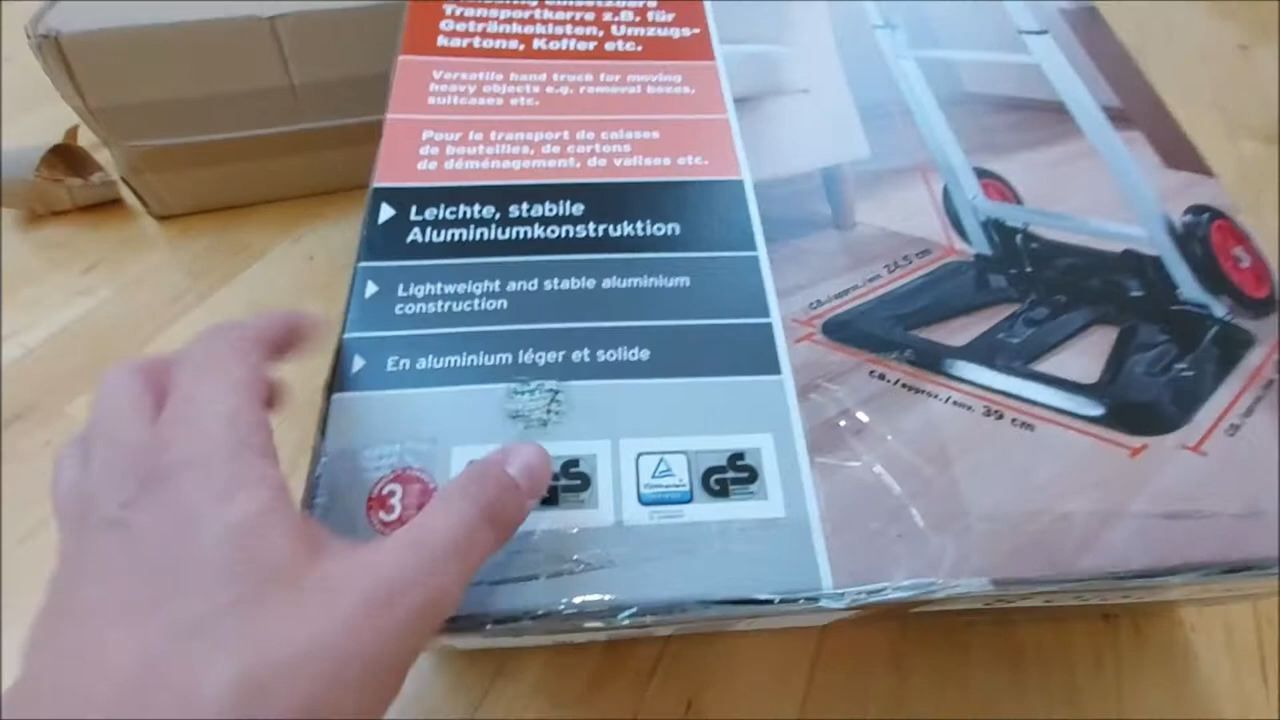 Transportkarre z.B. für
Getränkekisten, Umzugs-
kartons, Koffer etc.
Versatile hand truck for moving
heavy objects e.g. removal boxes,
suitcases etc.
Pour le transport de caisses
de bouteilles, de cartons
de déménagement, de valises etc.
Leichte, stabile
Aluminiumkonstruktion
Lightweight and stable aluminium
construction
En aluminium léger et solide
3
GS
GS
ca./approx./env. 24,5 cm
ca./approx./env. 39 cm